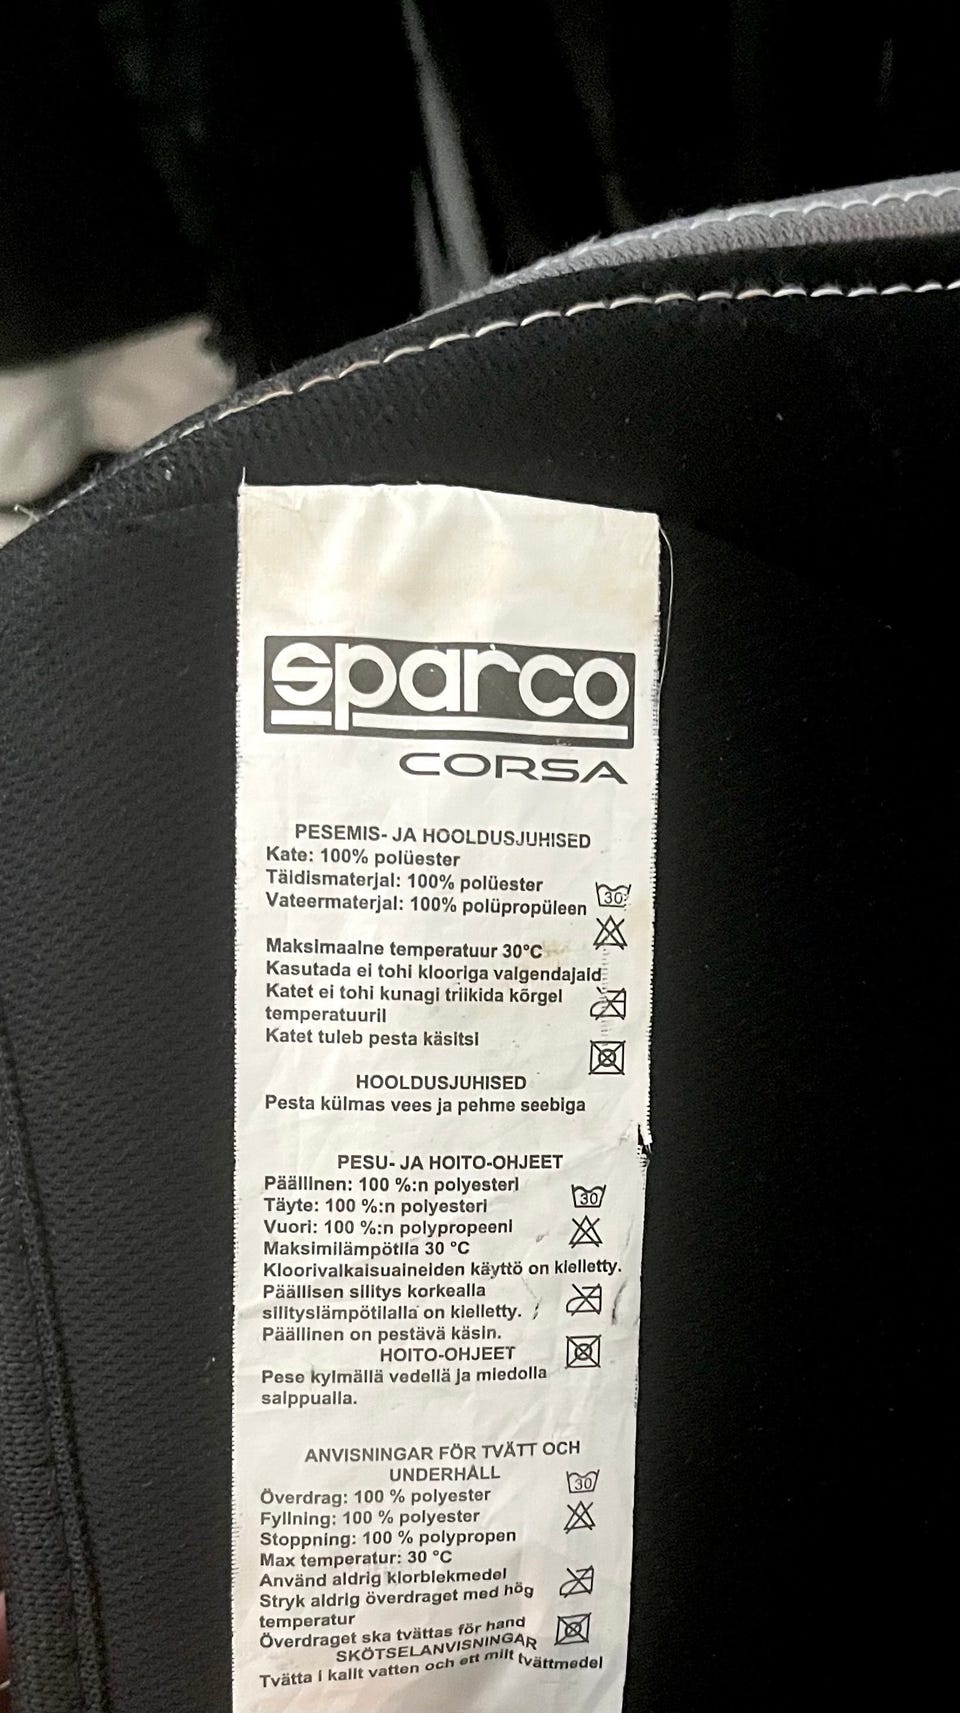 sparco
CORSA
PESEMIS- JA HOOLDUSJUHISED
Kate: 100% polüester
Täidismaterjal: 100% polüester
Vateermaterjal: 100% polüpropüleen
30
Maksimaalne temperatuur 30°C
Kasutada ei tohi klooriga valgendajald
Katet ei tohi kunagi triikida kõrgel
temperatuuril
Katet tuleb pesta käsitsi
HOOLDUSJUHISED
Pesta külmas vees ja pehme seebiga
PESU- JA HOITO-OHJEET
Päällinen: 100 %:n polyesteri
30
Täyte: 100 %:n polyesteri
Vuori: 100 %:n polypropeeni
Maksimilämpötila 30 °C
Kloorivalkaisuaineiden käyttö on kielletty.
Päällisen silitys korkealla
silityslämpötilalla on kielletty.
Päällinen on pestävä käsin.
HOITO-OHJEET
Pese kylmällä vedellä ja miedolla
saippualla.
ANVISNINGAR FÖR TVÄTT OCH
UNDERHÅLL
30
Överdrag: 100 % polyester
Fyllning: 100 % polyester
Stoppning: 100 % polypropen
Max temperatur: 30 °C
Använd aldrig klorblekmedel
Stryk aldrig överdraget med hög
temperatur
Överdraget ska tvättas för hand
SKÖTSELANVISNINGAR
Tvätta i kallt vatten och ett milt tvättmedel